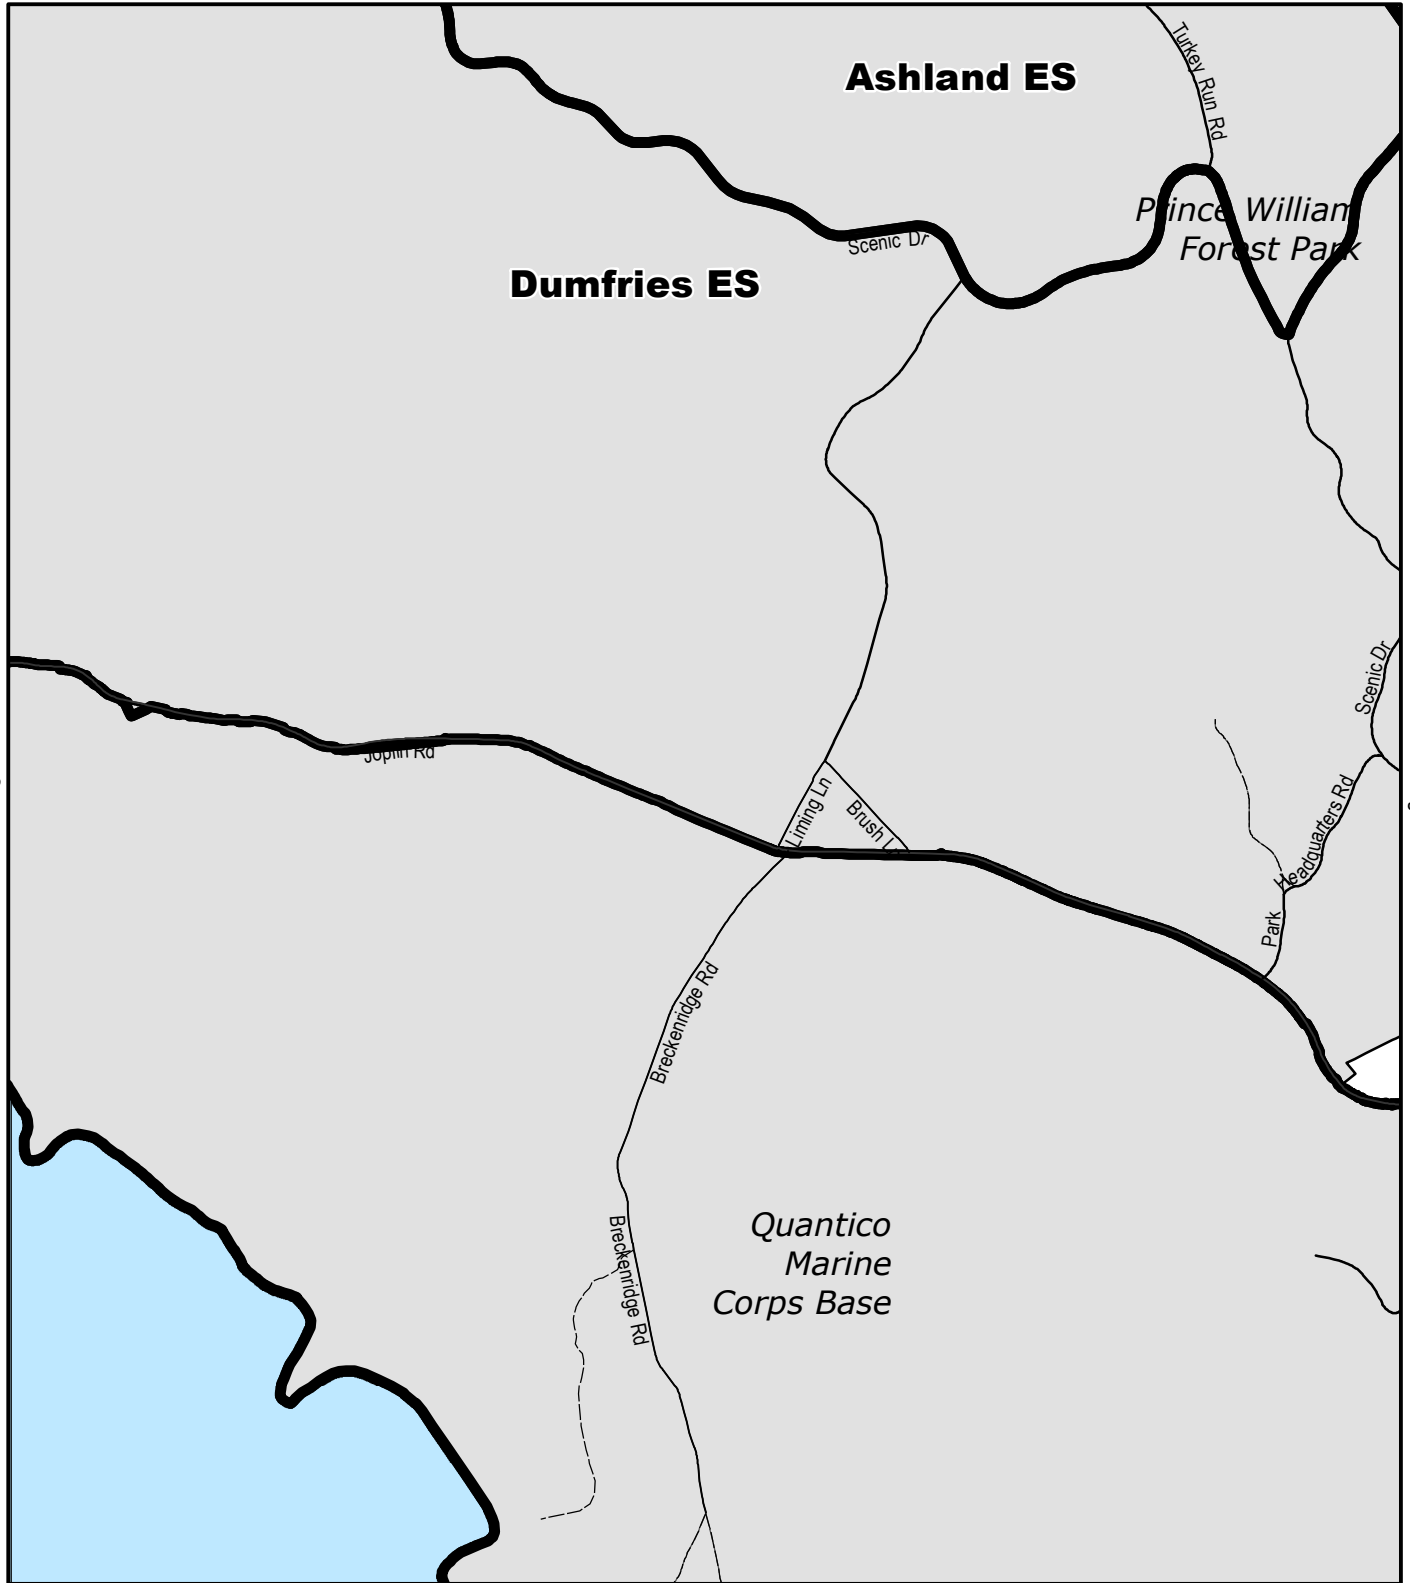 Ashland ES
Turkey Run Rd
Prince William
Forest Park
Scenic Dr
Dumfries ES
Scenic Dr
Joplin Rd
Liming Ln
Brush Ln
Headquarters Rd
Park
Breckenridge Rd
Breckenridge Rd
Quantico
Marine
Corps Base